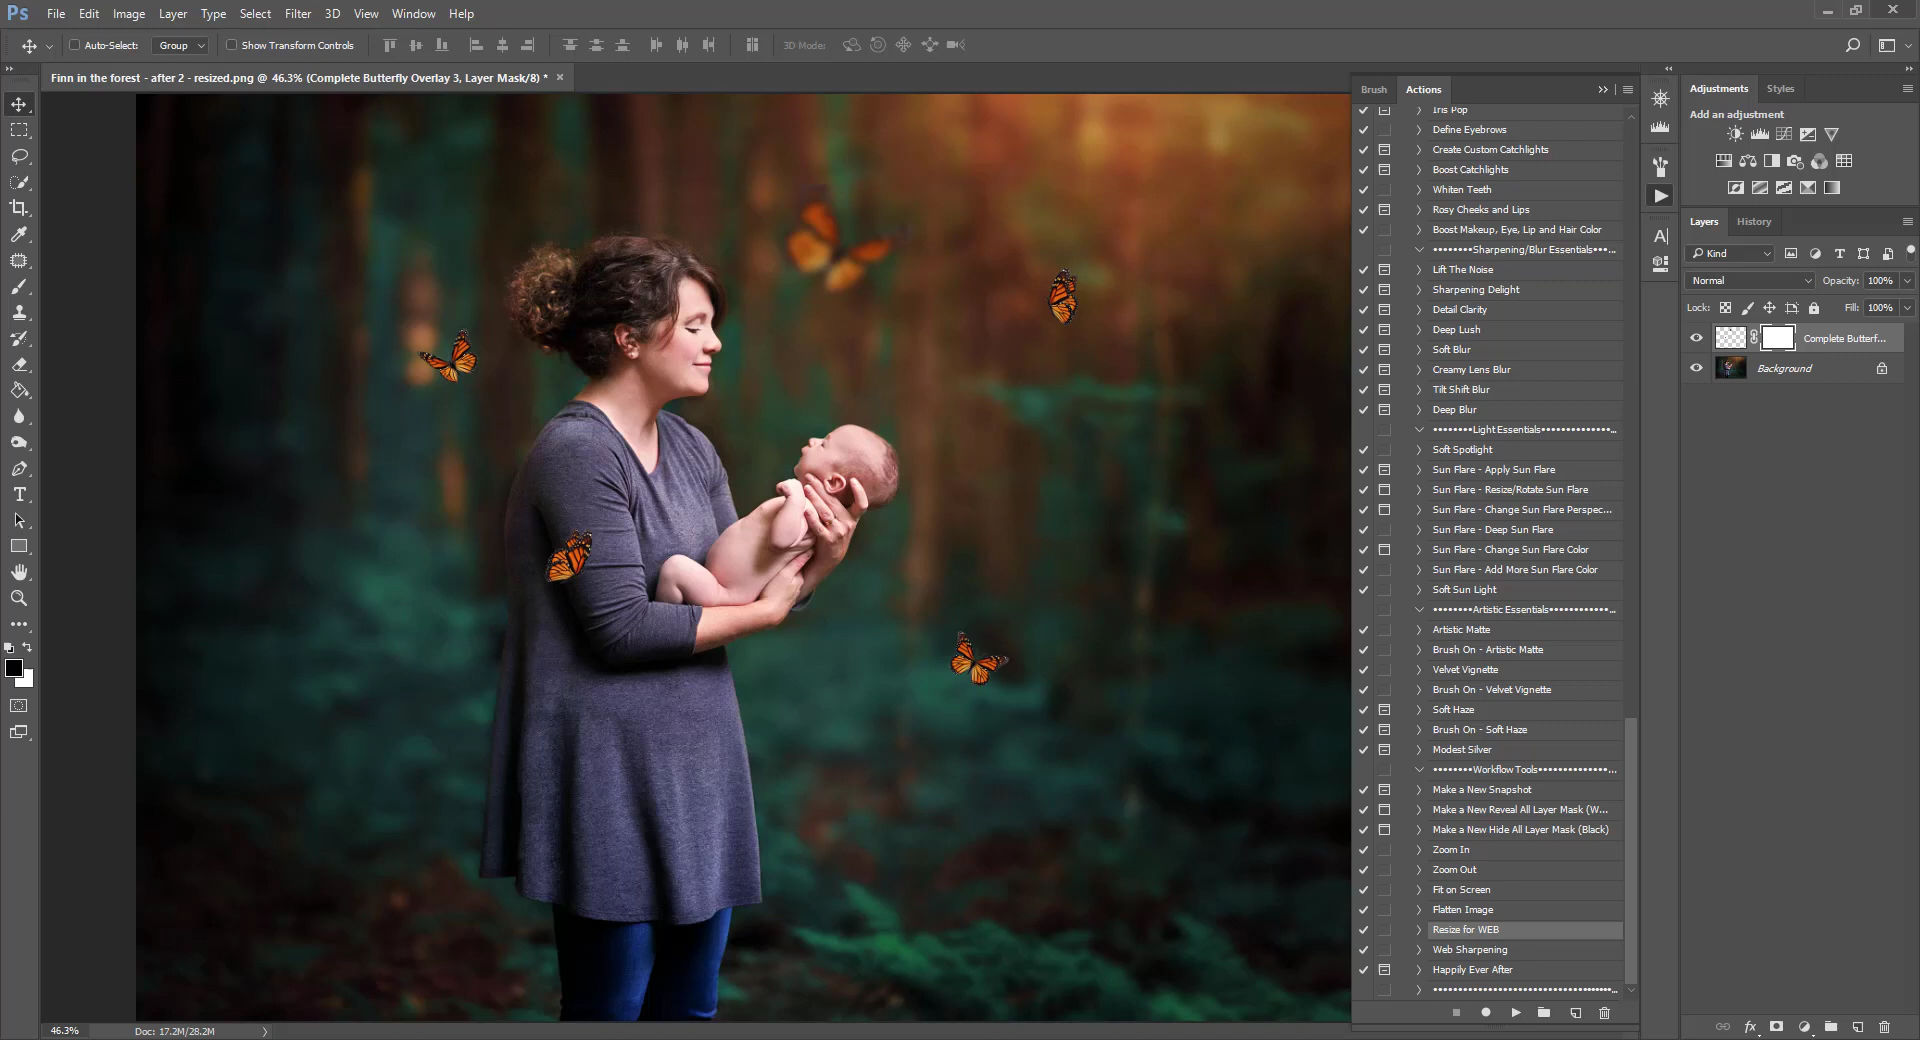 Ps File Edit Image Layer Type Select Filter 3D View Window Help
Auto-Select: Group Show Transform Controls 3D Mode:
Finn in the forest - after 2 - resized.png @ 46.3% (Complete Butterfly Overlay 3, Layer Mask/8) * ×
Brush Actions
Iris Pop
Define Eyebrows
Create Custom Catchlights
Boost Catchlights
Whiten Teeth
Rosy Cheeks and Lips
Boost Makeup, Eye, Lip and Hair Color
••••••••Sharpening/Blur Essentials•••...
Lift The Noise
Sharpening Delight
Detail Clarity
Deep Lush
Soft Blur
Creamy Lens Blur
Tilt Shift Blur
Deep Blur
••••••••Light Essentials••••••••••••••...
Soft Spotlight
Sun Flare - Apply Sun Flare
Sun Flare - Resize/Rotate Sun Flare
Sun Flare - Change Sun Flare Perspec...
Sun Flare - Deep Sun Flare
Sun Flare - Change Sun Flare Color
Sun Flare - Add More Sun Flare Color
Soft Sun Light
••••••••Artistic Essentials••••••••••••...
Artistic Matte
Brush On - Artistic Matte
Velvet Vignette
Brush On - Velvet Vignette
Soft Haze
Brush On - Soft Haze
Modest Silver
••••••••Workflow Tools••••••••••••••...
Make a New Snapshot
Make a New Reveal All Layer Mask (W...
Make a New Hide All Layer Mask (Black)
Zoom In
Zoom Out
Fit on Screen
Flatten Image
Resize for WEB
Web Sharpening
Happily Ever After
Adjustments Styles
Add an adjustment
Layers History
Kind
Normal Opacity: 100%
Lock: Fill: 100%
Complete Butterf...
Background
46.3% Doc: 17.2M/28.2M